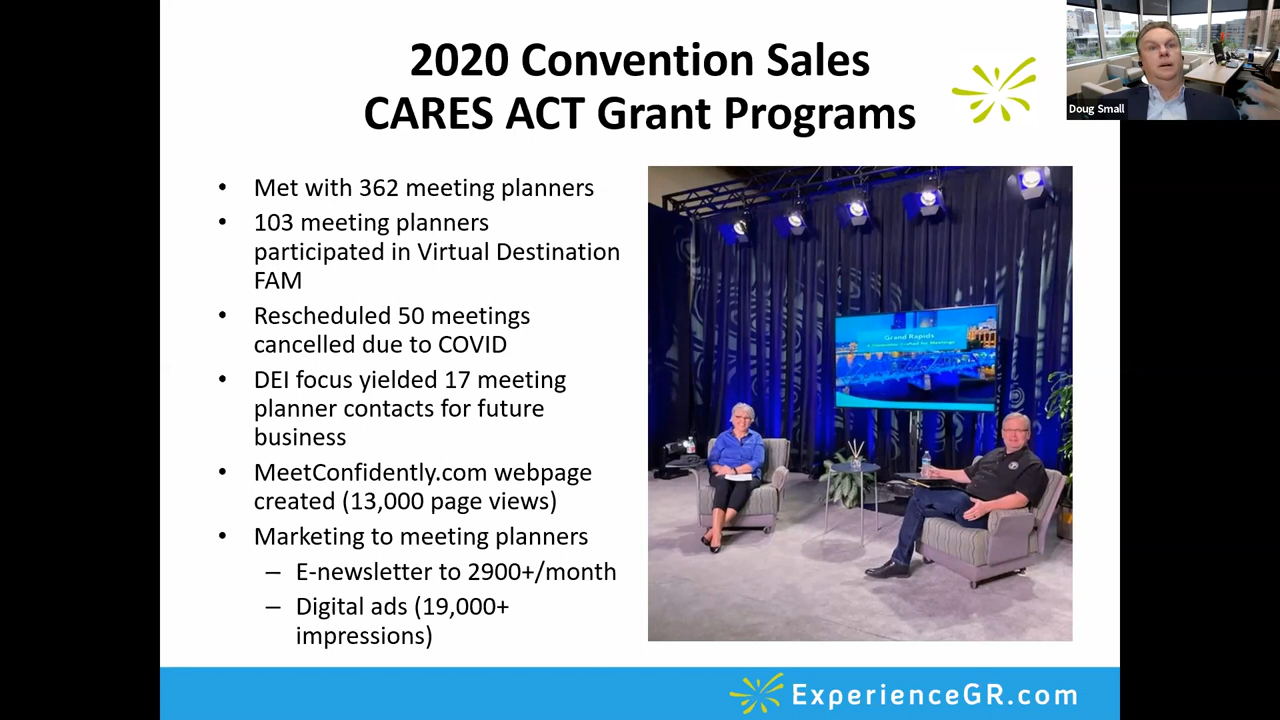 2020 Convention Sales
CARES ACT Grant Programs
Doug Small
• Met with 362 meeting planners
• 103 meeting planners
participated in Virtual Destination
FAM
• Rescheduled 50 meetings
cancelled due to COVID
• DEI focus yielded 17 meeting
planner contacts for future
business
• MeetConfidently.com webpage
created (13,000 page views)
• Marketing to meeting planners
– E-newsletter to 2900+/month
– Digital ads (19,000+
impressions)
Grand Rapids
ExperienceGR.com